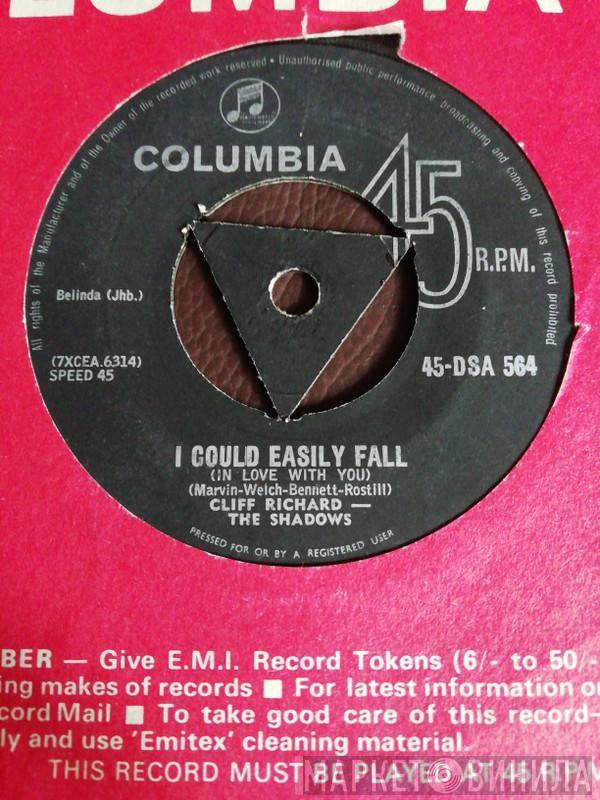 COLUMBIA
All rights of the Manufacturer and of the Owner of the recorded work reserved • Unauthorised public performance broadcasting and copying of this record prohibited
COLUMBIA
45
R.P.M.
Belinda (Jhb.)
(7XCEA.6314)
SPEED 45
45-DSA 564
I COULD EASILY FALL
(IN LOVE WITH YOU)
(Marvin-Welch-Bennett-Rostill)
CLIFF RICHARD —
THE SHADOWS
PRESSED FOR OR BY A REGISTERED USER
BER — Give E.M.I. Record Tokens (6/- to 50/-
ing makes of records ■ For latest information o
cord Mail ■ To take good care of this record—
ly and use 'Emitex' cleaning material.
THIS RECORD MUST BE PLAYED AT 45 R.P.M
МАРКЕТ ВИНИЛА